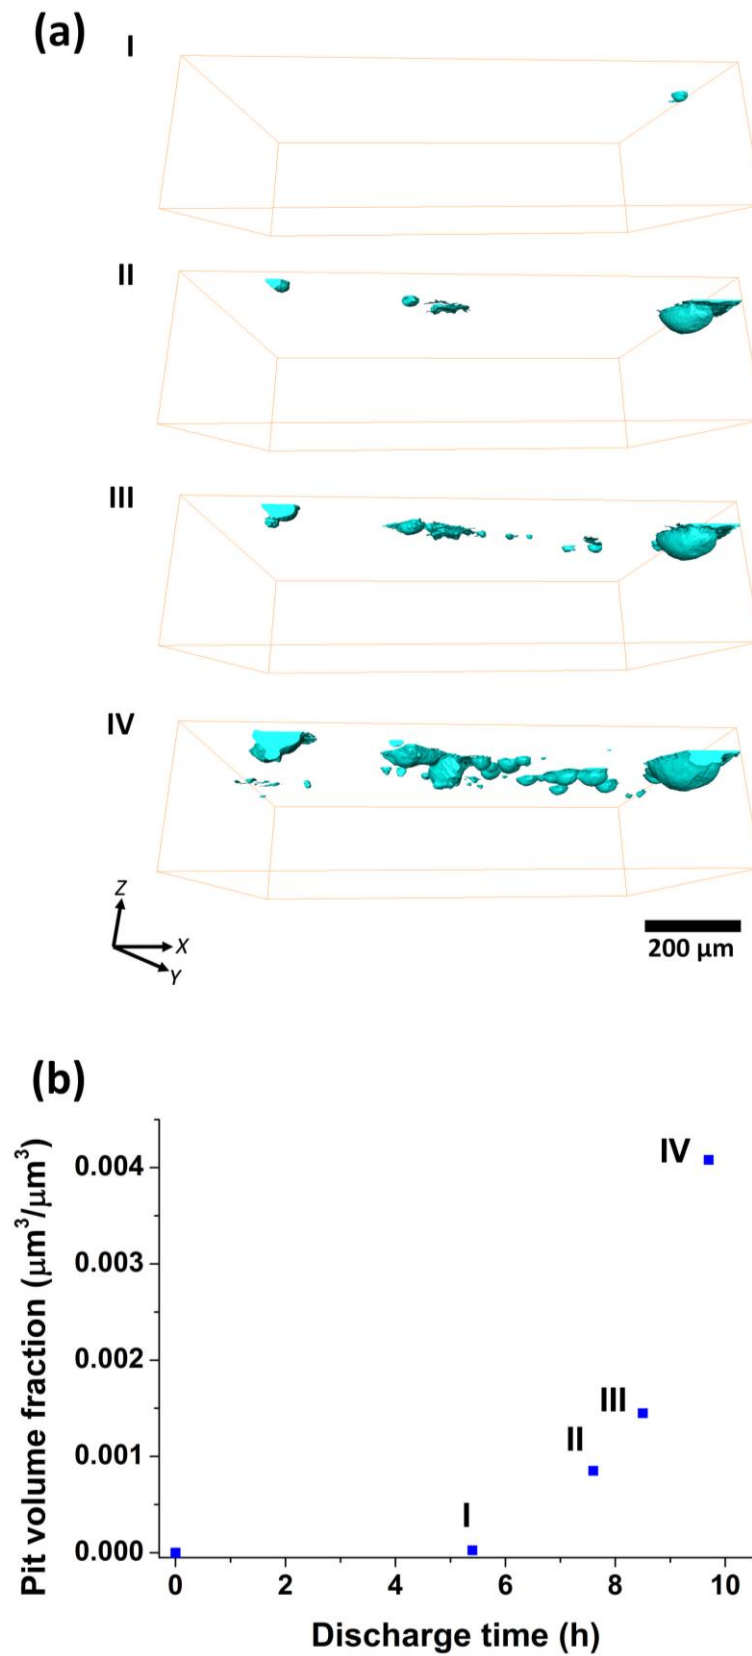 (a)
I
II
III
IV
Z
X
Y
200 μm
(b)
Pit volume fraction (μm³/μm³)
0.004
0.003
0.002
0.001
0.000
IV
III
II
I
0 2 4 6 8 10
Discharge time (h)